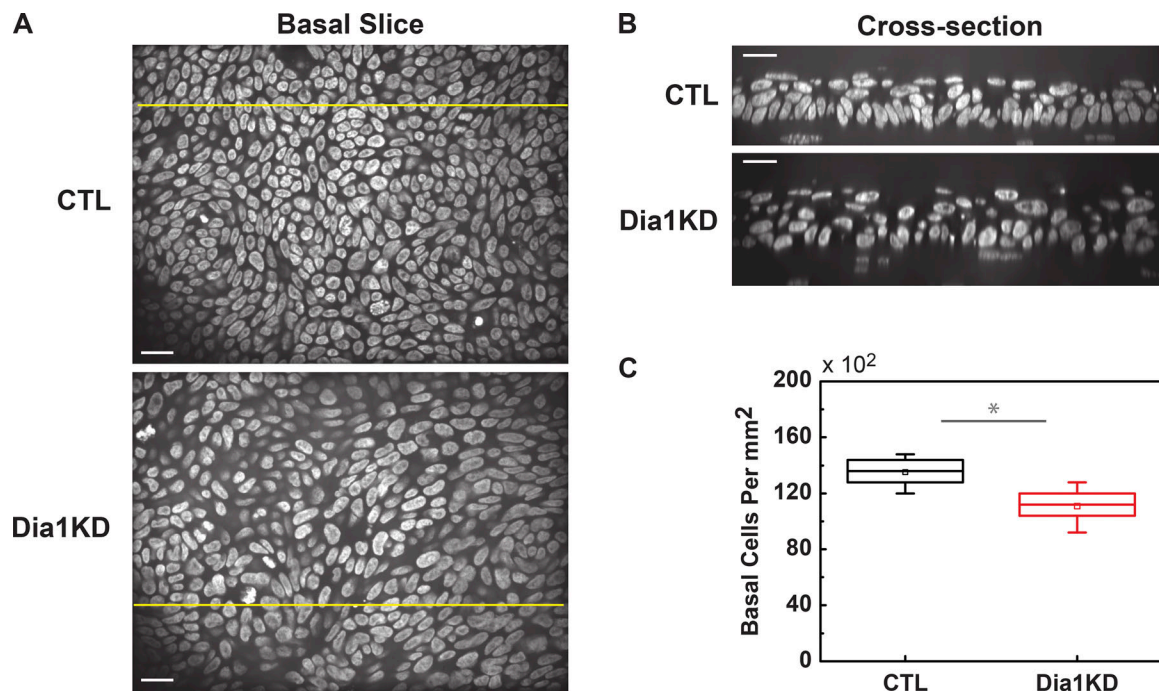 A
Basal Slice
CTL
Dia1KD
B
Cross-section
CTL
Dia1KD
C
x 10²
200
160
120
80
40
0
Basal Cells Per mm²
*
CTL
Dia1KD